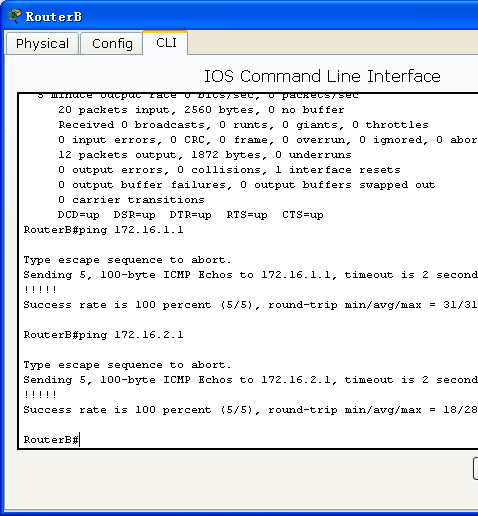 RouterB
Physical Config CLI
IOS Command Line Interface
5 minute output rate 0 bits/sec, 0 packets/sec
20 packets input, 2560 bytes, 0 no buffer
Received 0 broadcasts, 0 runts, 0 giants, 0 throttles
0 input errors, 0 CRC, 0 frame, 0 overrun, 0 ignored, 0 abor
12 packets output, 1872 bytes, 0 underruns
0 output errors, 0 collisions, 1 interface resets
0 output buffer failures, 0 output buffers swapped out
0 carrier transitions
DCD=up DSR=up DTR=up RTS=up CTS=up
RouterB#ping 172.16.1.1
Type escape sequence to abort.
Sending 5, 100-byte ICMP Echos to 172.16.1.1, timeout is 2 second
!!!!!
Success rate is 100 percent (5/5), round-trip min/avg/max = 31/31
RouterB#ping 172.16.2.1
Type escape sequence to abort.
Sending 5, 100-byte ICMP Echos to 172.16.2.1, timeout is 2 second
!!!!!
Success rate is 100 percent (5/5), round-trip min/avg/max = 18/28
RouterB#